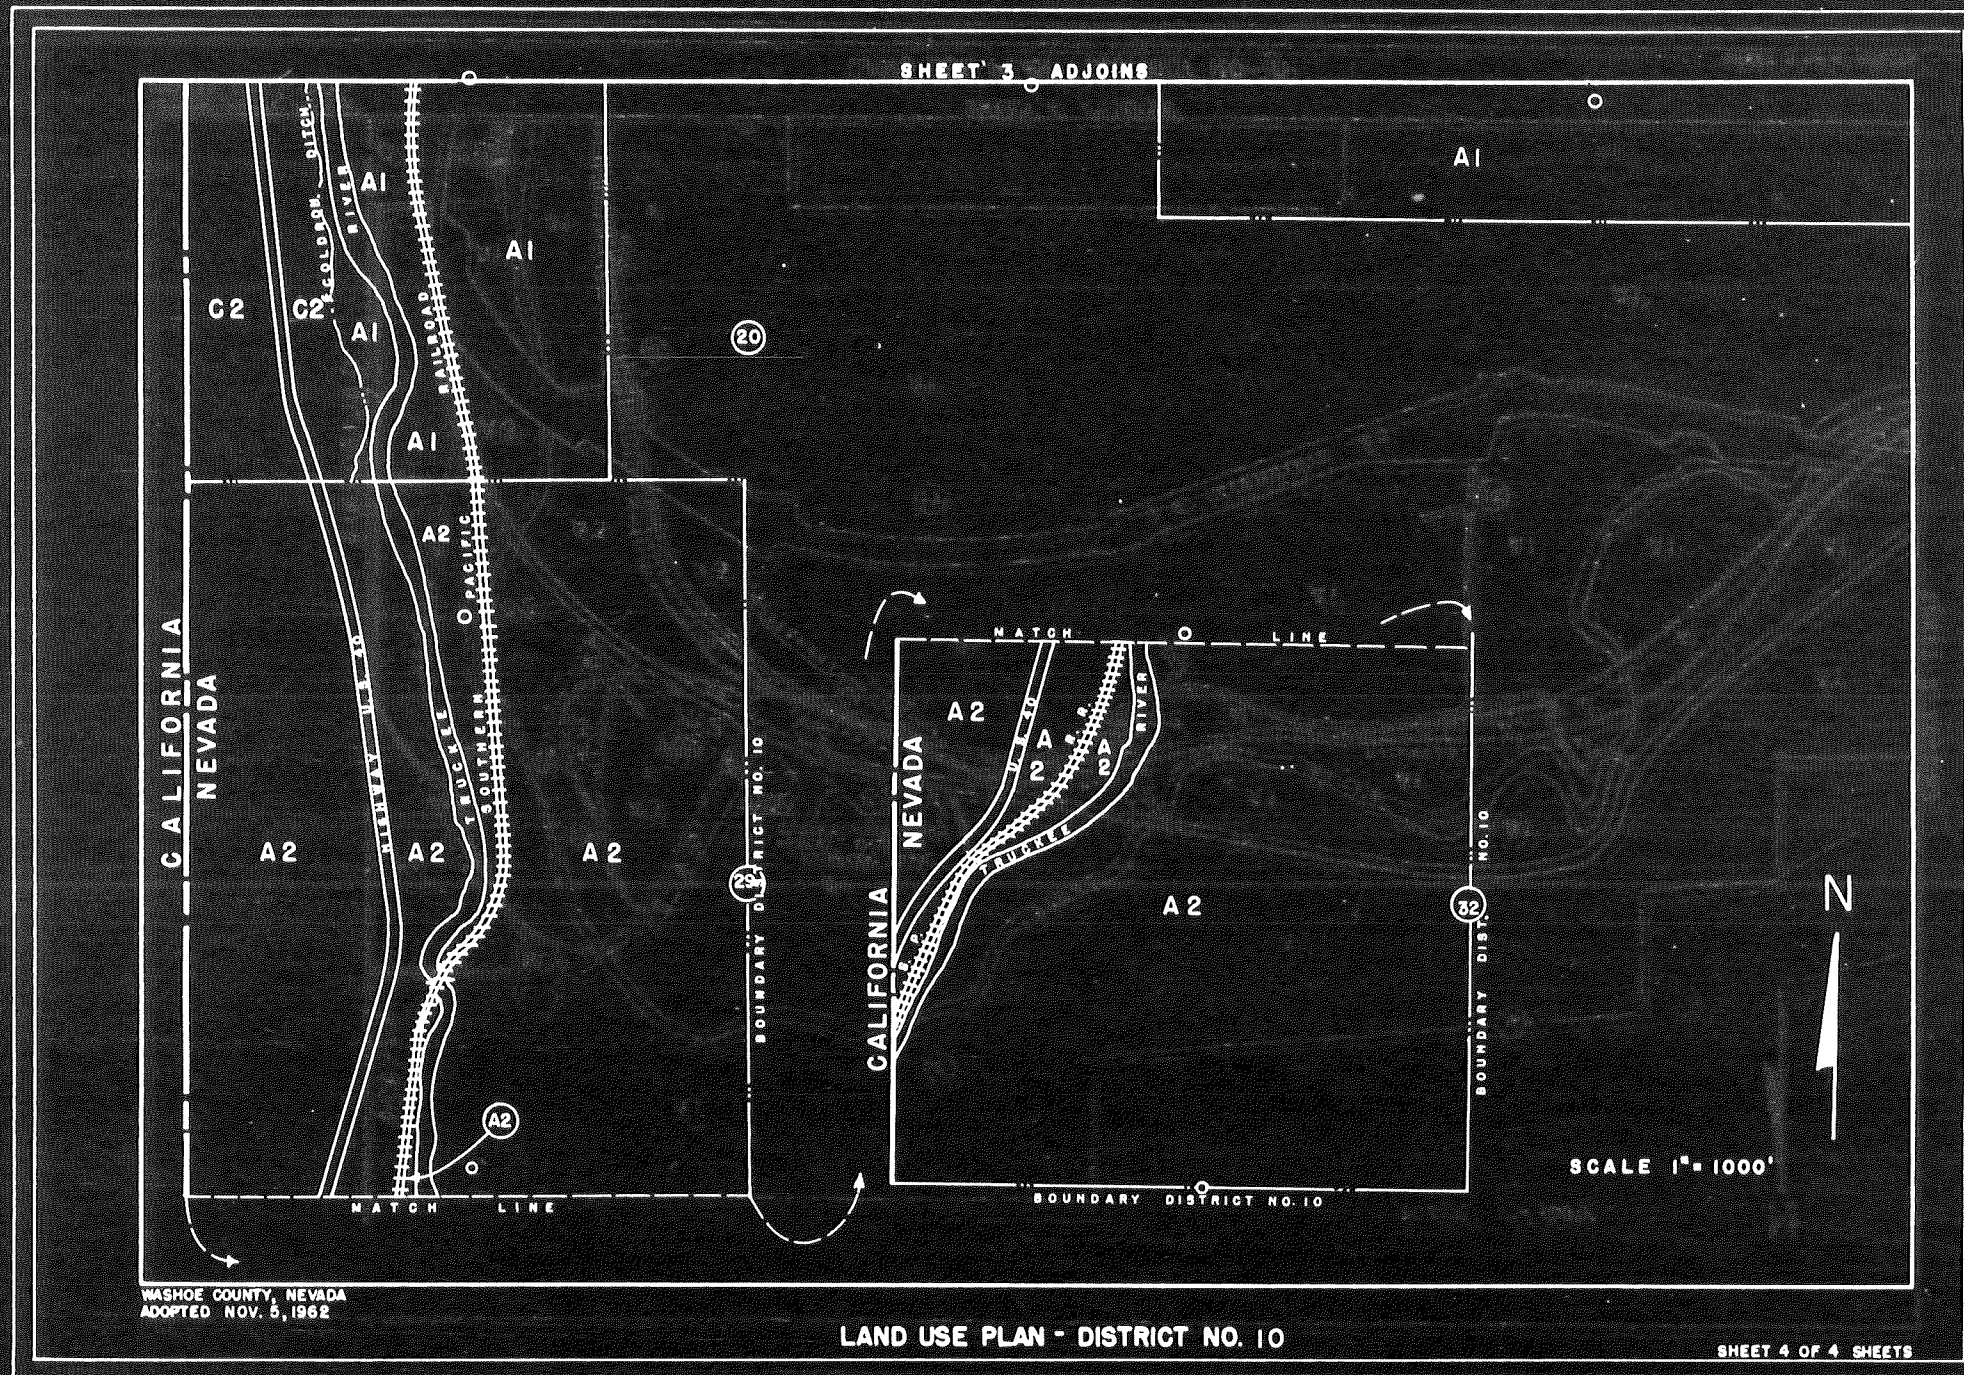 SHEET 3 ADJOINS
DITCH
COLDRON
RIVER
A1
A1
A1
C2
C2
A1
RAILROAD
20
A1
A2
PACIFIC
CALIFORNIA
NEVADA
HIGHWAY U.S. 40
TRUCKEE
SOUTHERN
A2
A2
A2
29
BOUNDARY DISTRICT NO. 10
A2
MATCH LINE
MATCH LINE
A2
U.S. 40
A2
R. R.
A2
RIVER
NEVADA
CALIFORNIA
TRUCKEE
S. P.
A2
32
BOUNDARY DIST. NO. 10
BOUNDARY DISTRICT NO. 10
N
SCALE 1"= 1000'
WASHOE COUNTY, NEVADA
ADOPTED NOV. 5, 1962
LAND USE PLAN - DISTRICT NO. 10
SHEET 4 OF 4 SHEETS